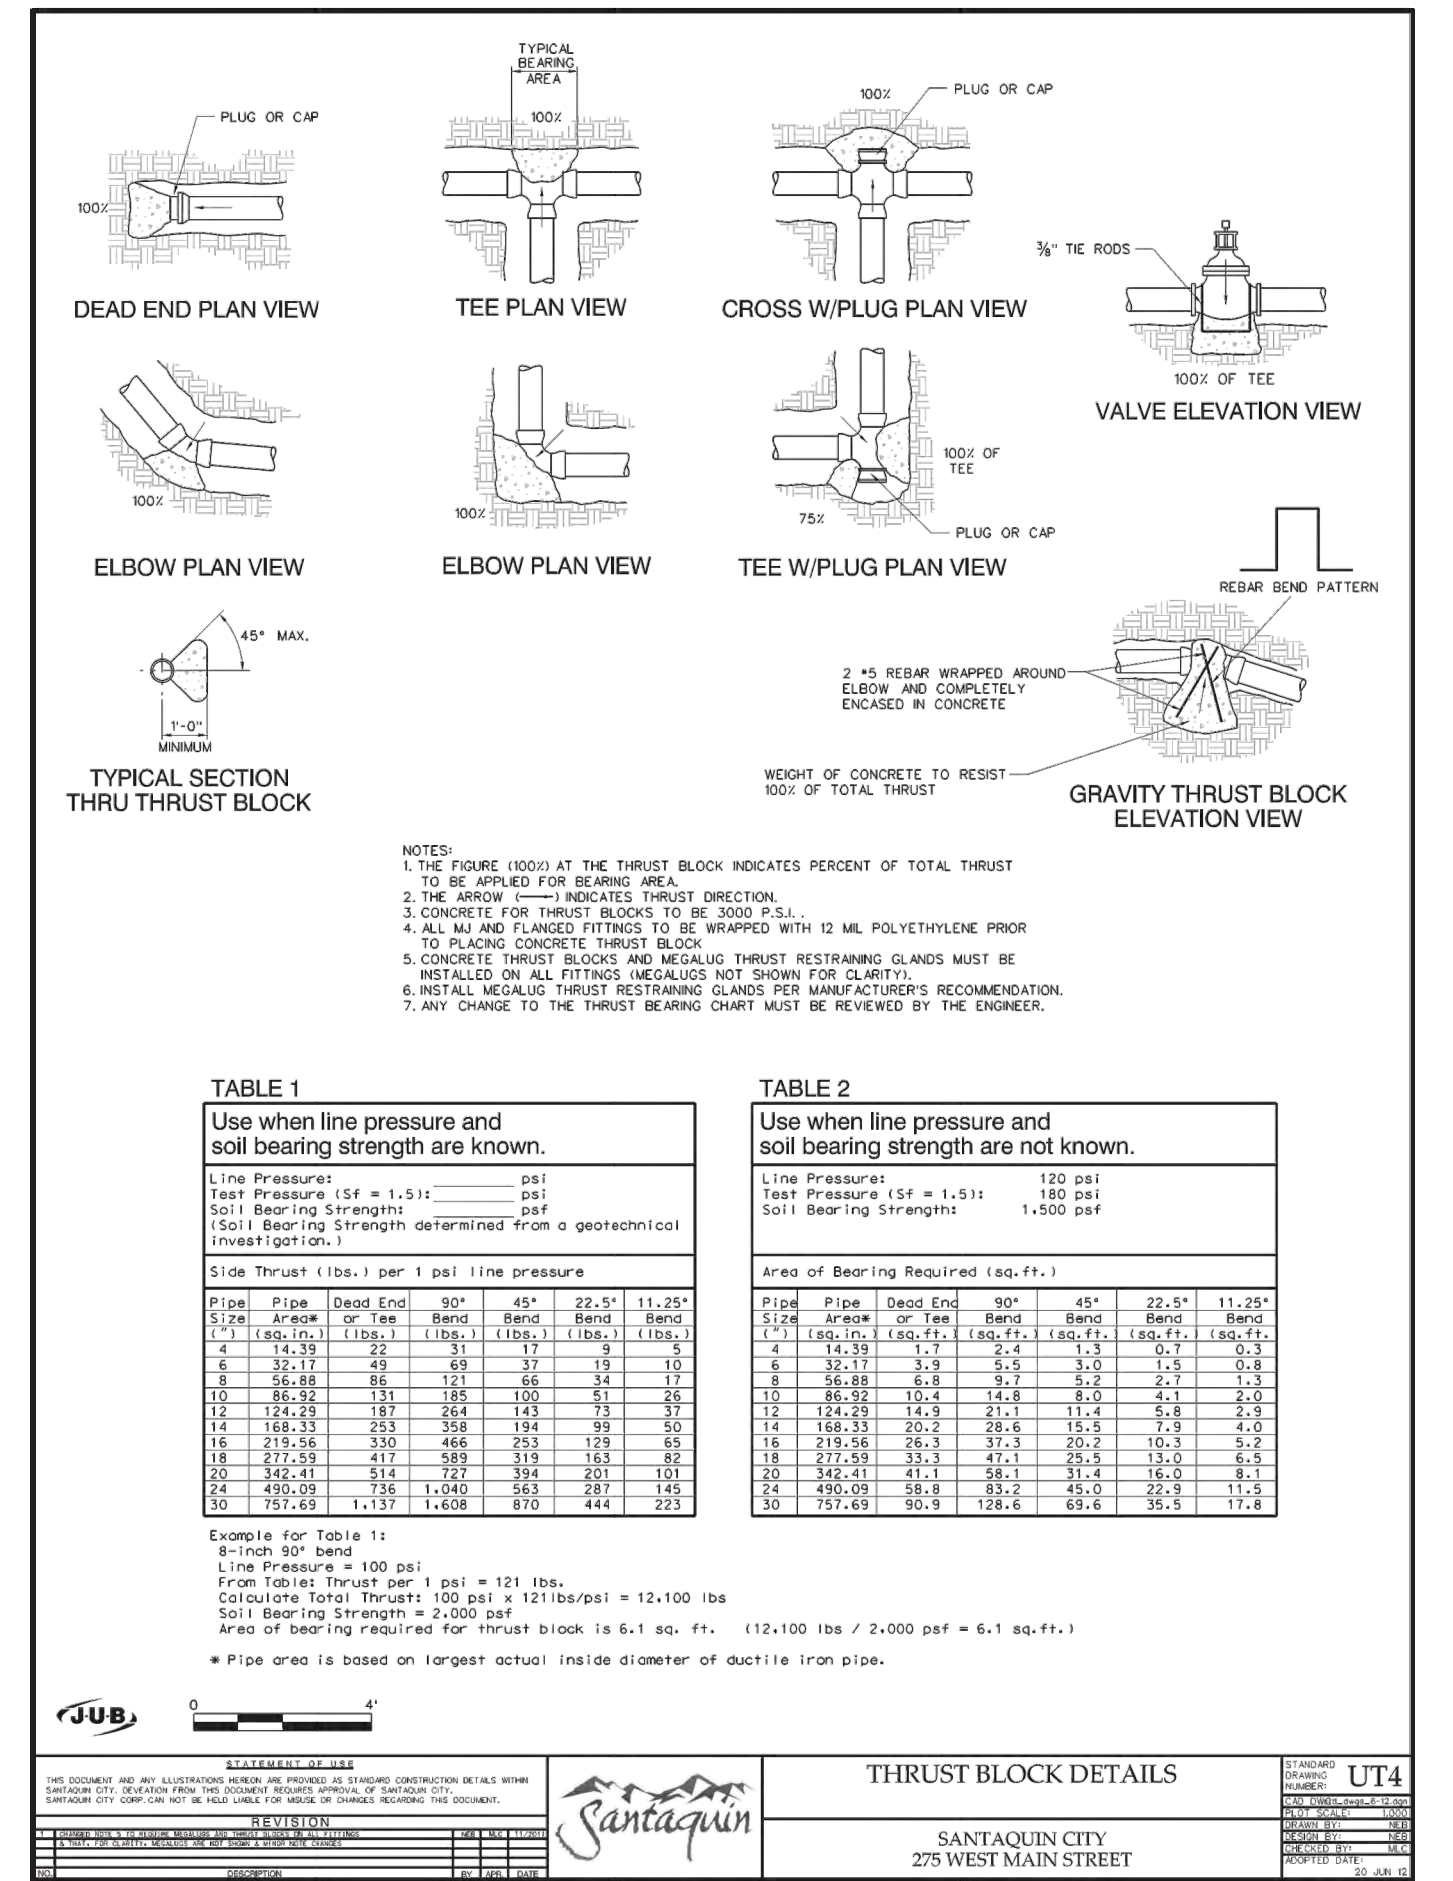 TYPICAL
BEARING
AREA
100%
PLUG OR CAP
100%
DEAD END PLAN VIEW
TEE PLAN VIEW
100%
PLUG OR CAP
CROSS W/PLUG PLAN VIEW
3/8" TIE RODS
100% OF TEE
VALVE ELEVATION VIEW
100%
ELBOW PLAN VIEW
100%
ELBOW PLAN VIEW
100% OF
TEE
75%
PLUG OR CAP
TEE W/PLUG PLAN VIEW
REBAR BEND PATTERN
45° MAX.
1'-0"
MINIMUM
TYPICAL SECTION
THRU THRUST BLOCK
2 #5 REBAR WRAPPED AROUND
ELBOW AND COMPLETELY
ENCASED IN CONCRETE
WEIGHT OF CONCRETE TO RESIST
100% OF TOTAL THRUST
GRAVITY THRUST BLOCK
ELEVATION VIEW
NOTES:
1. THE FIGURE (100%) AT THE THRUST BLOCK INDICATES PERCENT OF TOTAL THRUST
TO BE APPLIED FOR BEARING AREA.
2. THE ARROW (⟶) INDICATES THRUST DIRECTION.
3. CONCRETE FOR THRUST BLOCKS TO BE 3000 P.S.I. .
4. ALL MJ AND FLANGED FITTINGS TO BE WRAPPED WITH 12 MIL POLYETHYLENE PRIOR
TO PLACING CONCRETE THRUST BLOCK
5. CONCRETE THRUST BLOCKS AND MEGALUG THRUST RESTRAINING GLANDS MUST BE
INSTALLED ON ALL FITTINGS (MEGALUGS NOT SHOWN FOR CLARITY).
6. INSTALL MEGALUG THRUST RESTRAINING GLANDS PER MANUFACTURER'S RECOMMENDATION.
7. ANY CHANGE TO THE THRUST BEARING CHART MUST BE REVIEWED BY THE ENGINEER.
TABLE 1
Use when line pressure and
soil bearing strength are known.
Line Pressure: ________ psi
Test Pressure (Sf = 1.5): ________ psi
Soil Bearing Strength: ________ psf
(Soil Bearing Strength determined from a geotechnical
investigation.)
Side Thrust (lbs.) per 1 psi line pressure
Pipe Pipe Dead End 90° 45° 22.5° 11.25°
Size Area* or Tee Bend Bend Bend Bend
(") (sq.in.) (lbs.) (lbs.) (lbs.) (lbs.) (lbs.)
4 14.39 22 31 17 9 5
6 32.17 49 69 37 19 10
8 56.88 86 121 66 34 17
10 86.92 131 185 100 51 26
12 124.29 187 264 143 73 37
14 168.33 253 358 194 99 50
16 219.56 330 466 253 129 65
18 277.59 417 589 319 163 82
20 342.41 514 727 394 201 101
24 490.09 736 1,040 563 287 145
30 757.69 1,137 1,608 870 444 223
TABLE 2
Use when line pressure and
soil bearing strength are not known.
Line Pressure: 120 psi
Test Pressure (Sf = 1.5): 180 psi
Soil Bearing Strength: 1,500 psf
Area of Bearing Required (sq.ft.)
Pipe Pipe Dead End 90° 45° 22.5° 11.25°
Size Area* or Tee Bend Bend Bend Bend
(") (sq.in.) (sq.ft.) (sq.ft.) (sq.ft.) (sq.ft.) (sq.ft.
4 14.39 1.7 2.4 1.3 0.7 0.3
6 32.17 3.9 5.5 3.0 1.5 0.8
8 56.88 6.8 9.7 5.2 2.7 1.3
10 86.92 10.4 14.8 8.0 4.1 2.0
12 124.29 14.9 21.1 11.4 5.8 2.9
14 168.33 20.2 28.6 15.5 7.9 4.0
16 219.56 26.3 37.3 20.2 10.3 5.2
18 277.59 33.3 47.1 25.5 13.0 6.5
20 342.41 41.1 58.1 31.4 16.0 8.1
24 490.09 58.8 83.2 45.0 22.9 11.5
30 757.69 90.9 128.6 69.6 35.5 17.8
Example for Table 1:
8-inch 90° bend
Line Pressure = 100 psi
From Table: Thrust per 1 psi = 121 lbs.
Calculate Total Thrust: 100 psi x 121lbs/psi = 12,100 lbs
Soil Bearing Strength = 2,000 psf
Area of bearing required for thrust block is 6.1 sq. ft. (12,100 lbs / 2,000 psf = 6.1 sq.ft.)
* Pipe area is based on largest actual inside diameter of ductile iron pipe.
J-U-B
0 4'
STATEMENT OF USE
THIS DOCUMENT AND ANY ILLUSTRATIONS HEREON ARE PROVIDED AS STANDARD CONSTRUCTION DETAILS WITHIN
SANTAQUIN CITY. DEVEATION FROM THIS DOCUMENT REQUIRES APPROVAL OF SANTAQUIN CITY.
SANTAQUIN CITY CORP. CAN NOT BE HELD LIABLE FOR MISUSE OR CHANGES REGARDING THIS DOCUMENT.
REVISION
1 CHANGED NOTE 5 TO REQUIRE MEGALUGS AND THRUST BLOCKS ON ALL FITTINGS NEB MLC 11/2011
& THAT, FOR CLARITY, MEGALUGS ARE NOT SHOWN & MINOR NOTE CHANGES
NO. DESCRIPTION BY APR. DATE
Santaquin
THRUST BLOCK DETAILS
SANTAQUIN CITY
275 WEST MAIN STREET
STANDARD
DRAWING
NUMBER: UT4
PLOT SCALE: 1.000
DRAWN BY: NEB
DESIGN BY: NEB
CHECKED BY: MLC
ADOPTED DATE:
20 JUN 12